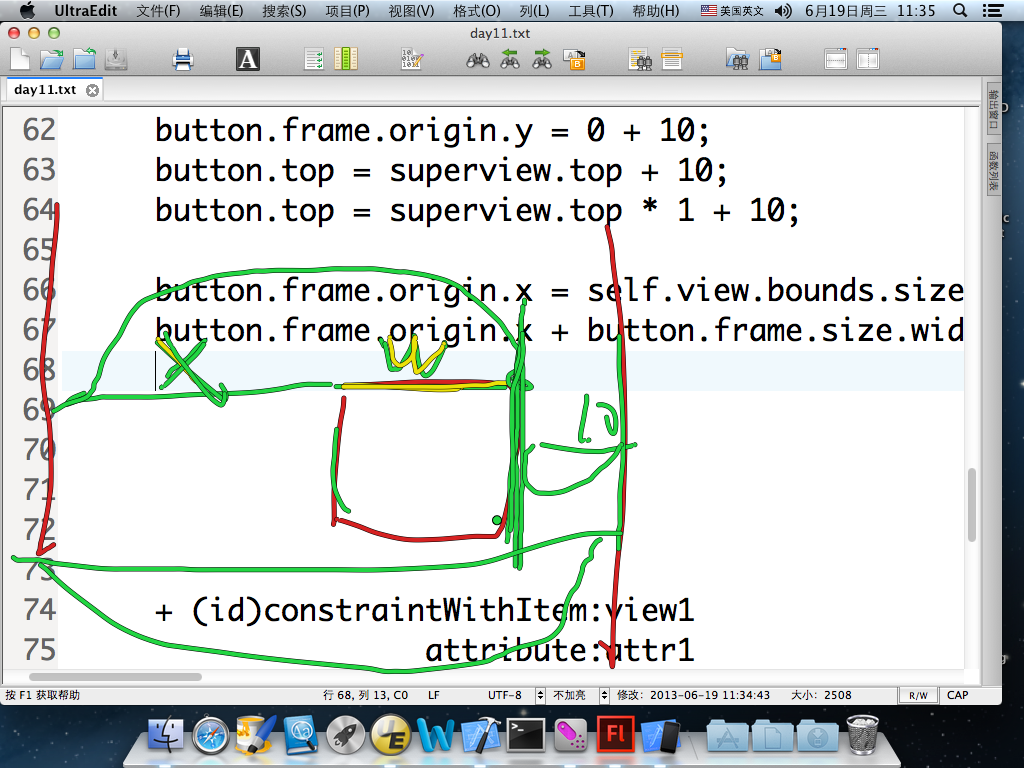 UltraEdit 文件(F) 编辑(E) 搜索(S) 项目(P) 视图(V) 格式(O) 列(L) 工具(T) 帮助(H) 美国英文 6月19日周三 11:35
day11.txt
day11.txt
输出窗口
函数列表
62 button.frame.origin.y = 0 + 10;
63 button.top = superview.top + 10;
64 button.top = superview.top * 1 + 10;
65
66 button.frame.origin.x = self.view.bounds.size
67 button.frame.origin.x + button.frame.size.wid
68
X W
69
10
70
71
72
73
74 + (id)constraintWithItem:view1
75 attribute:attr1
按 F1 获取帮助 行 68, 列 13, C0 LF UTF-8 不加亮 修改: 2013-06-19 11:34:43 大小: 2508 R/W CAP
Fl